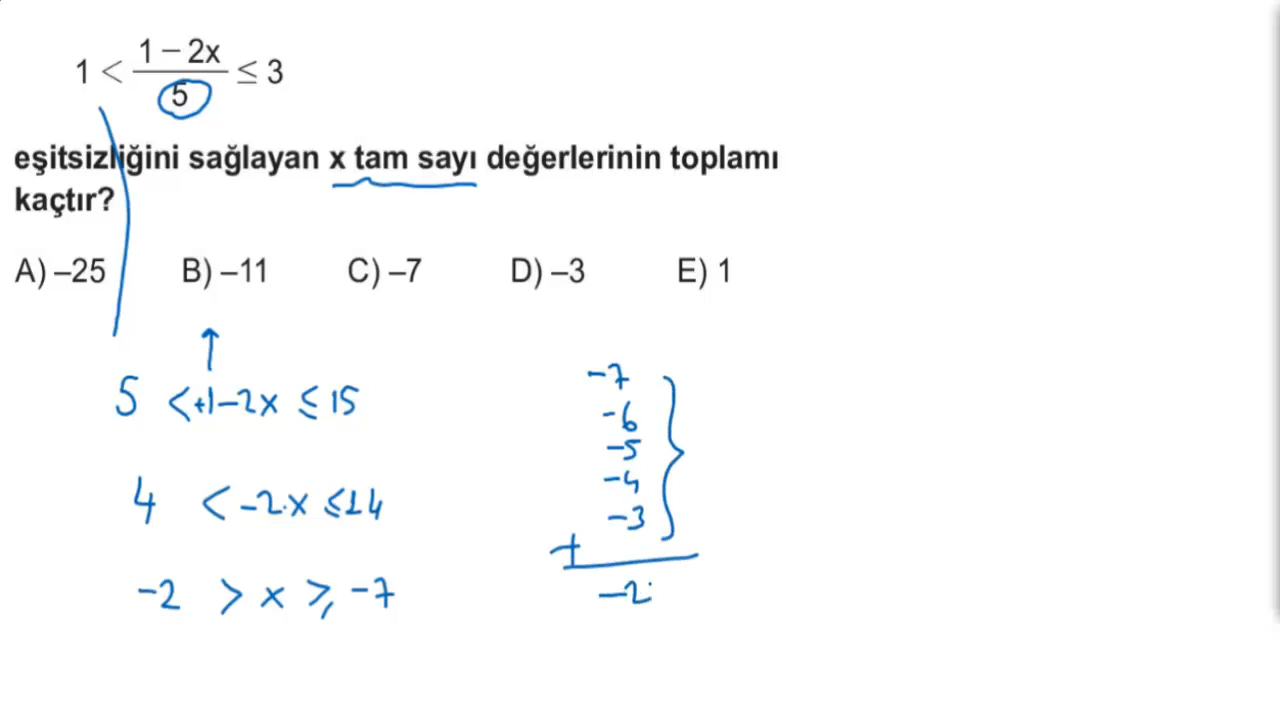 1 < (1 – 2x)/5 ≤ 3
eşitsizliğini sağlayan x tam sayı değerlerinin toplamı
kaçtır?
A) –25 B) –11 C) –7 D) –3 E) 1
5 < +1 – 2x ≤ 15
4 < –2·x ≤ 14
–2 > x ≥ –7
–7
–6
–5
–4
–3
+
–2